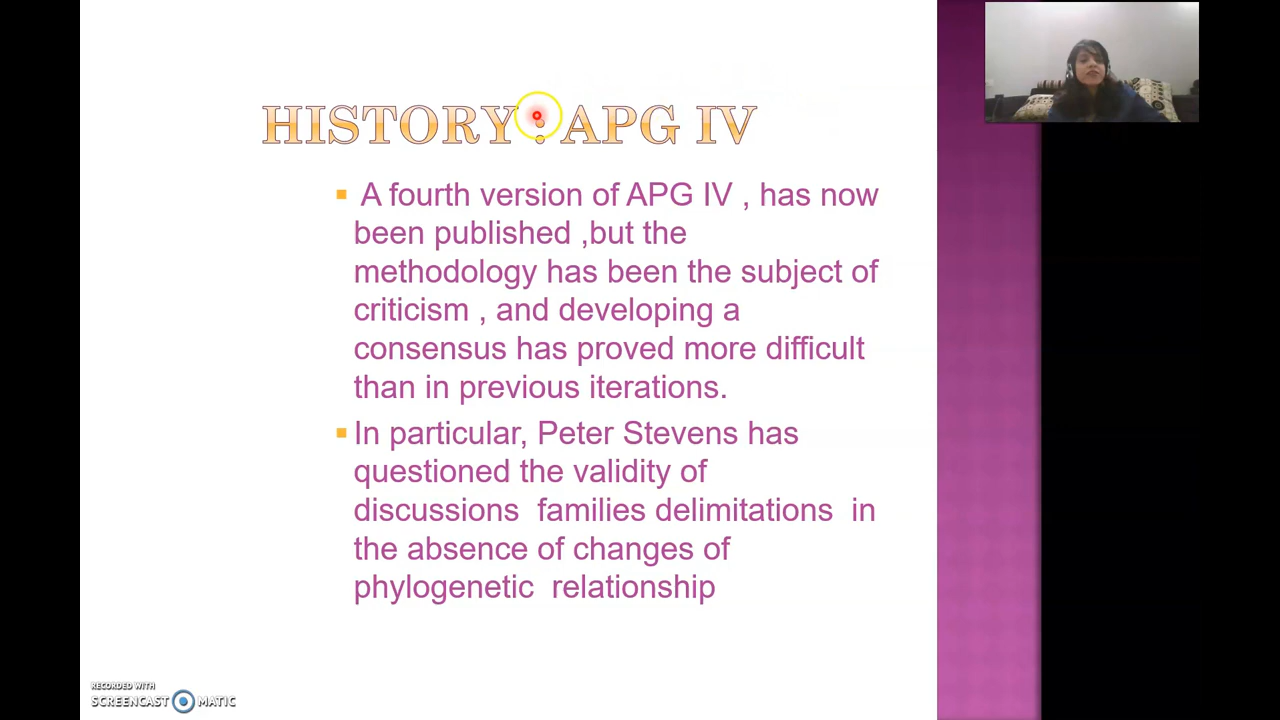 HISTORY : APG IV
A fourth version of APG IV , has now
been published ,but the
methodology has been the subject of
criticism , and developing a
consensus has proved more difficult
than in previous iterations.
In particular, Peter Stevens has
questioned the validity of
discussions families delimitations in
the absence of changes of
phylogenetic relationship
RECORDED WITH
SCREENCAST MATIC